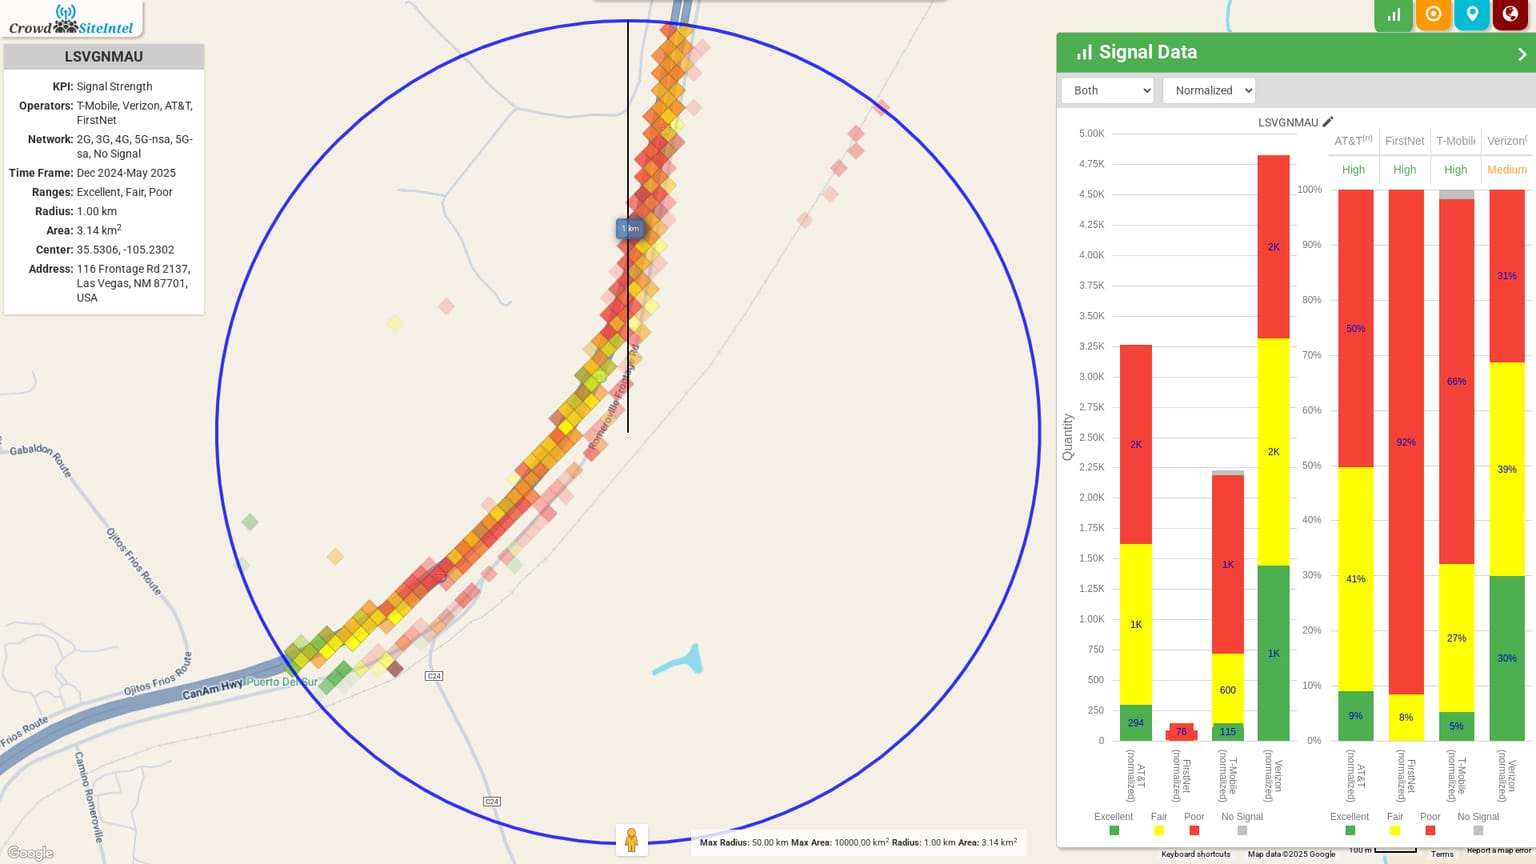 Crowd SiteIntel
LSVGNMAU
KPI: Signal Strength
Operators: T-Mobile, Verizon, AT&T,
FirstNet
Network: 2G, 3G, 4G, 5G-nsa, 5G-
sa, No Signal
Time Frame: Dec 2024-May 2025
Ranges: Excellent, Fair, Poor
Radius: 1.00 km
Area: 3.14 km²
Center: 35.5306, -105.2302
Address: 116 Frontage Rd 2137,
Las Vegas, NM 87701,
USA
1 km
Romeroville Frontage Rd
Gabaldon Route
Ojitos Frios Route
Ojitos Frios Route
CanAm Hwy
Puerto Del Sur
Frios Route
Camino Romeroville
C24
C24
Google
Max Radius: 50.00 km Max Area: 10000.00 km² Radius: 1.00 km Area: 3.14 km²
Signal Data
Both
Normalized
LSVGNMAU
5.00K
4.75K
4.50K
4.25K
4.00K
3.75K
3.50K
3.25K
3.00K
2.75K
2.50K
2.25K
2.00K
1.75K
1.50K
1.25K
1.00K
750
500
250
0
Quantity
2K
1K
294
76
1K
600
115
2K
2K
1K
AT&T (normalized)
FirstNet (normalized)
T-Mobile (normalized)
Verizon (normalized)
Excellent Fair Poor No Signal
AT&T(n) FirstNet T-Mobile Verizon(
High High High Medium
100%
90%
80%
70%
60%
50%
40%
30%
20%
10%
0%
50%
41%
9%
92%
8%
66%
27%
5%
31%
39%
30%
AT&T (normalized)
FirstNet (normalized)
T-Mobile (normalized)
Verizon (normalized)
Excellent Fair Poor No Signal
Keyboard shortcuts Map data ©2025 Google 100 m Terms Report a map error